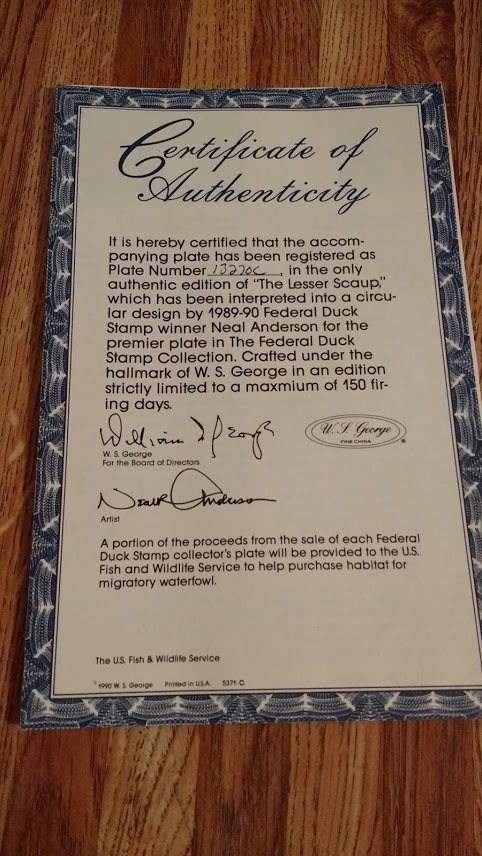 Certificate of
Authenticity
It is hereby certified that the accom-
panying plate has been registered as
Plate Number 13220C, in the only
authentic edition of "The Lesser Scaup,"
which has been interpreted into a circu-
lar design by 1989-90 Federal Duck
Stamp winner Neal Anderson for the
premier plate in The Federal Duck
Stamp Collection. Crafted under the
hallmark of W. S. George in an edition
strictly limited to a maxmium of 150 fir-
ing days.
W. S. George
FINE CHINA
®
W. S. George
For the Board of Directors
Neal R Anderson
Artist
A portion of the proceeds from the sale of each Federal
Duck Stamp collector's plate will be provided to the U.S.
Fish and Wildlife Service to help purchase habitat for
migratory waterfowl.
The U.S. Fish & Wildlife Service
©1990 W. S. George Printed in U.S.A. 5371-C